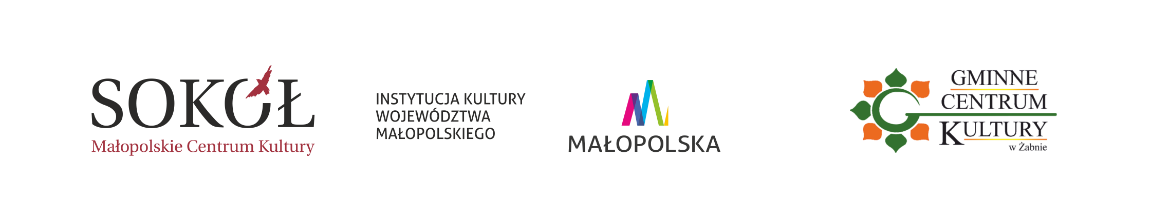 SOKÓŁ
Małopolskie Centrum Kultury
INSTYTUCJA KULTURY
WOJEWÓDZTWA
MAŁOPOLSKIEGO
MAŁOPOLSKA
GMINNE
CENTRUM
KULTURY
w Żabnie